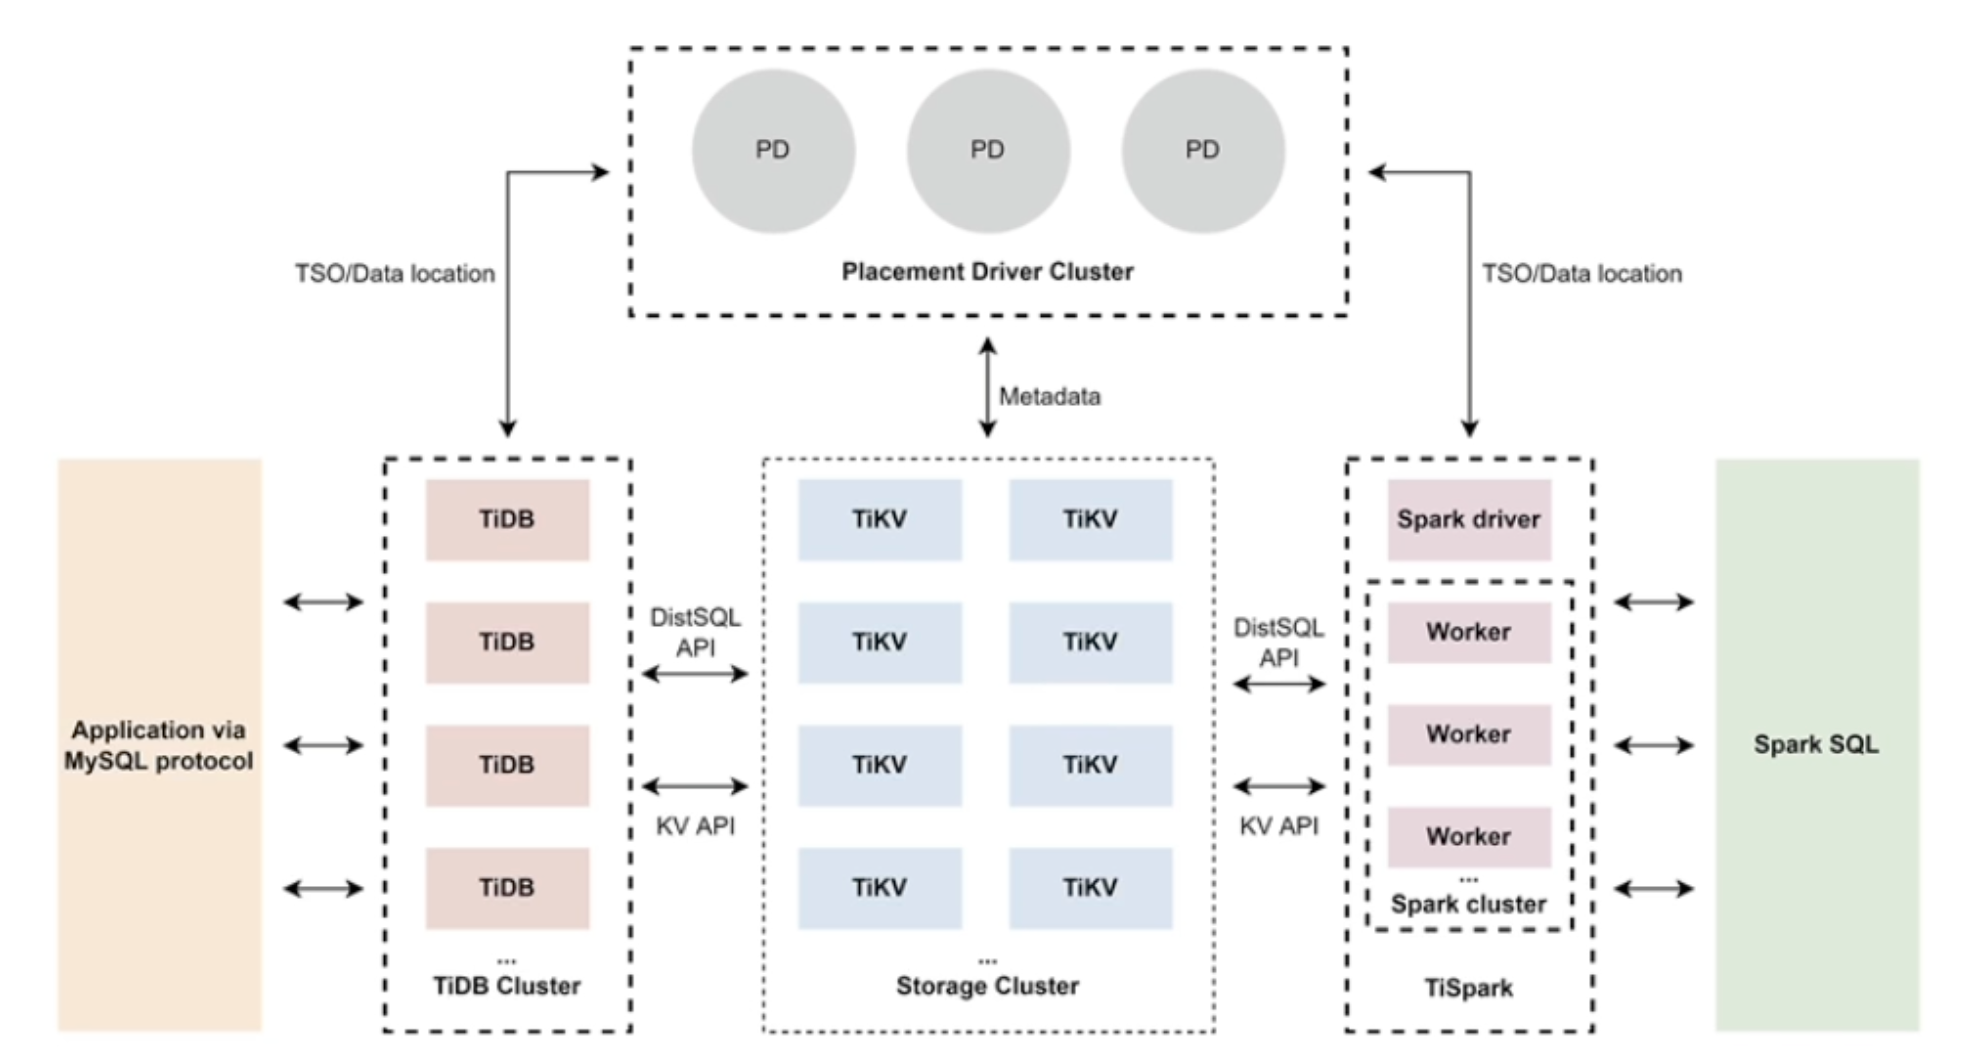 PD
PD
PD
Placement Driver Cluster
TSO/Data location
TSO/Data location
Metadata
Application via
MySQL protocol
TiDB
TiDB
TiDB
TiDB
...
TiDB Cluster
DistSQL
API
KV API
TiKV
TiKV
TiKV
TiKV
TiKV
TiKV
TiKV
TiKV
...
Storage Cluster
DistSQL
API
KV API
Spark driver
Worker
Worker
Worker
...
Spark cluster
TiSpark
Spark SQL